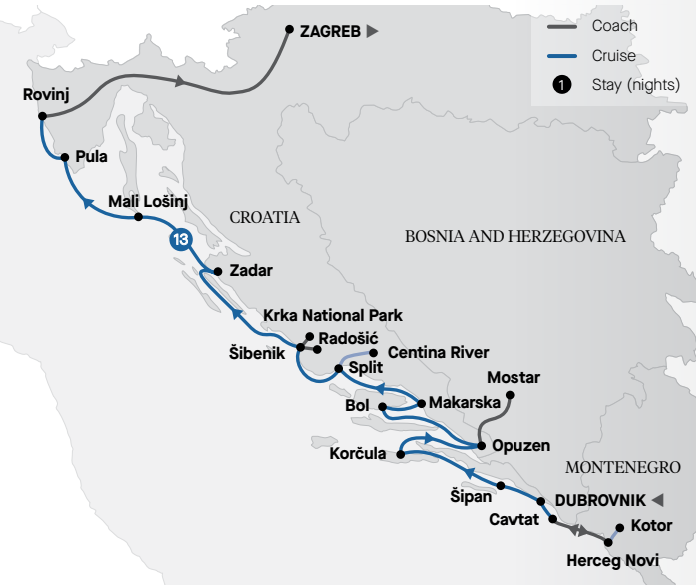 ZAGREB
Coach
Cruise
1 Stay (nights)
Rovinj
Pula
Mali Lošinj
CROATIA
13
BOSNIA AND HERZEGOVINA
Zadar
Krka National Park
Radošić
Šibenik
Centina River
Split
Mostar
Bol
Makarska
Opuzen
Korčula
MONTENEGRO
Šipan
DUBROVNIK
Cavtat
Kotor
Herceg Novi